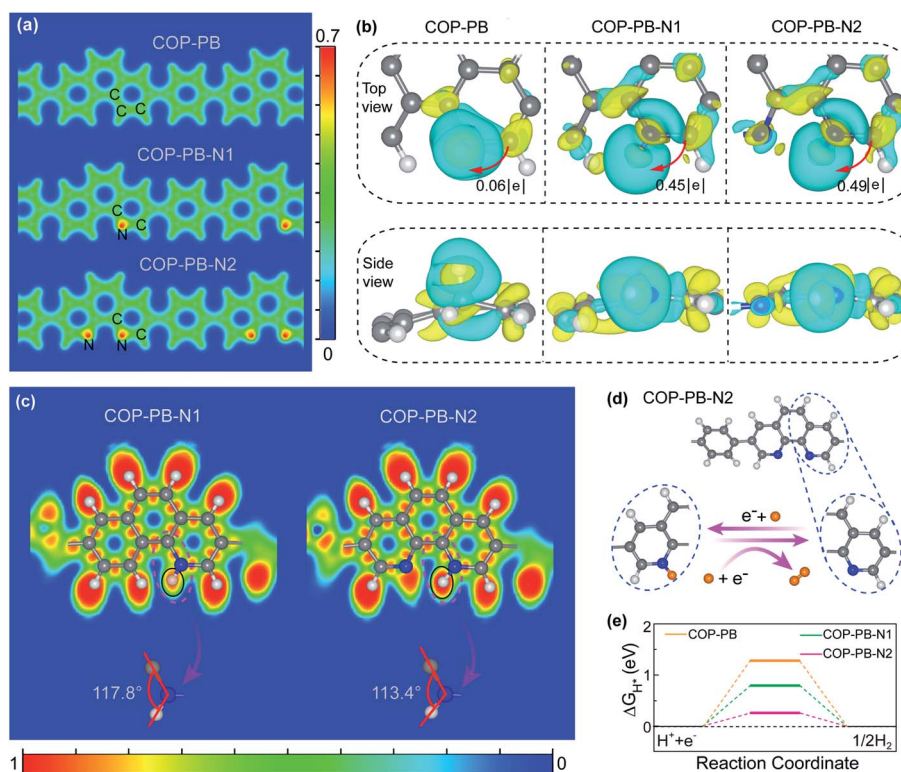 (a)
COP-PB
C
C
C
COP-PB-N1
C
C
N
COP-PB-N2
C
C
N
N
0.7
0
(b)
COP-PB
COP-PB-N1
COP-PB-N2
Top
view
0.06|e|
0.45|e|
0.49|e|
Side
view
(c)
COP-PB-N1
COP-PB-N2
117.8°
113.4°
1
0
(d)
COP-PB-N2
e⁻+
+ e⁻
(e)
2
1
0
ΔG_H* (eV)
COP-PB
COP-PB-N1
COP-PB-N2
H⁺+e⁻
1/2H₂
Reaction Coordinate